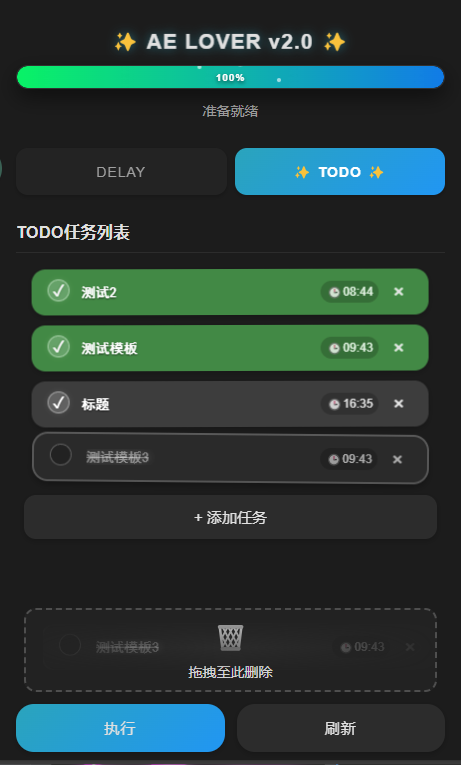 ✨ AE LOVER v2.0 ✨
100%
准备就绪
DELAY
✨ TODO ✨
TODO任务列表
测试2 08:44 ×
测试模板 09:43 ×
标题 16:35 ×
测试模板3 09:43 ×
+ 添加任务
测试模板3 09:43 ×
拖拽至此删除
执行
刷新